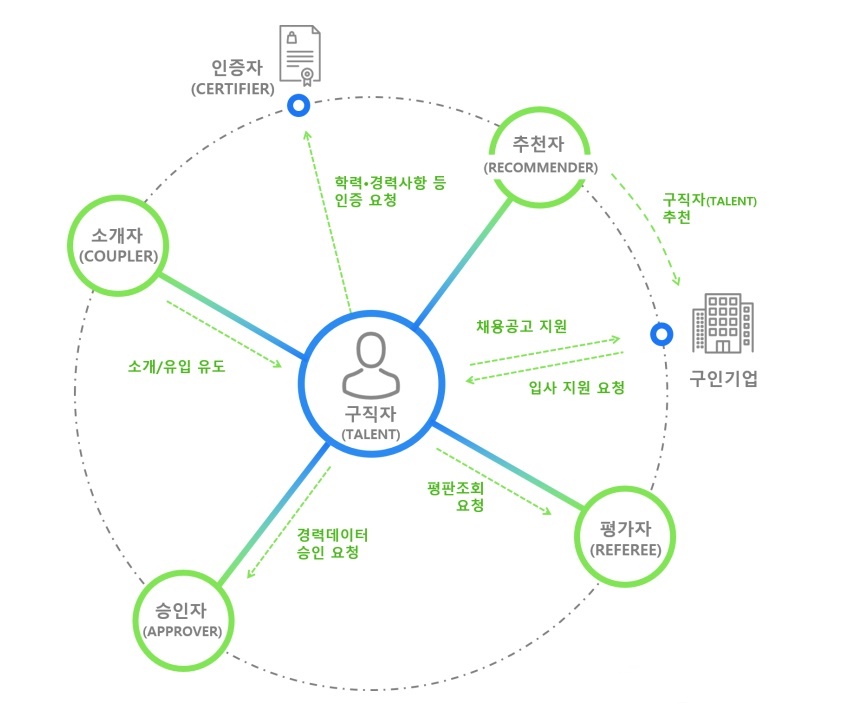 인증자
(CERTIFIER)
추천자
(RECOMMENDER)
학력•경력사항 등
인증 요청
구직자(TALENT)
추천
소개자
(COUPLER)
채용공고 지원
소개/유입 유도
입사 지원 요청
구인기업
구직자
(TALENT)
평판조회
요청
경력데이터
승인 요청
평가자
(REFEREE)
승인자
(APPROVER)